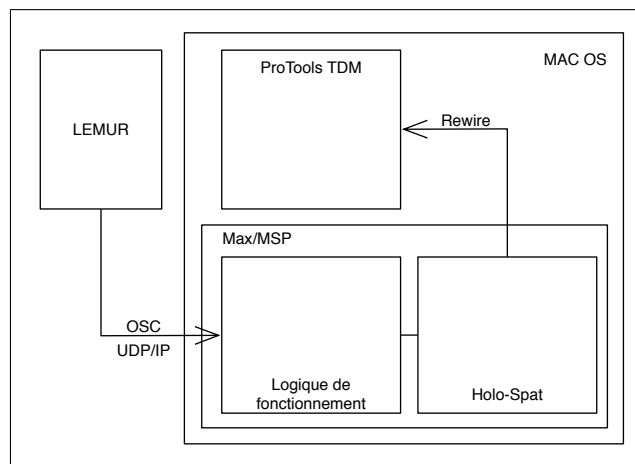 MAC OS
ProTools TDM
LEMUR
Rewire
Max/MSP
OSC
UDP/IP
Logique de
fonctionnement
Holo-Spat